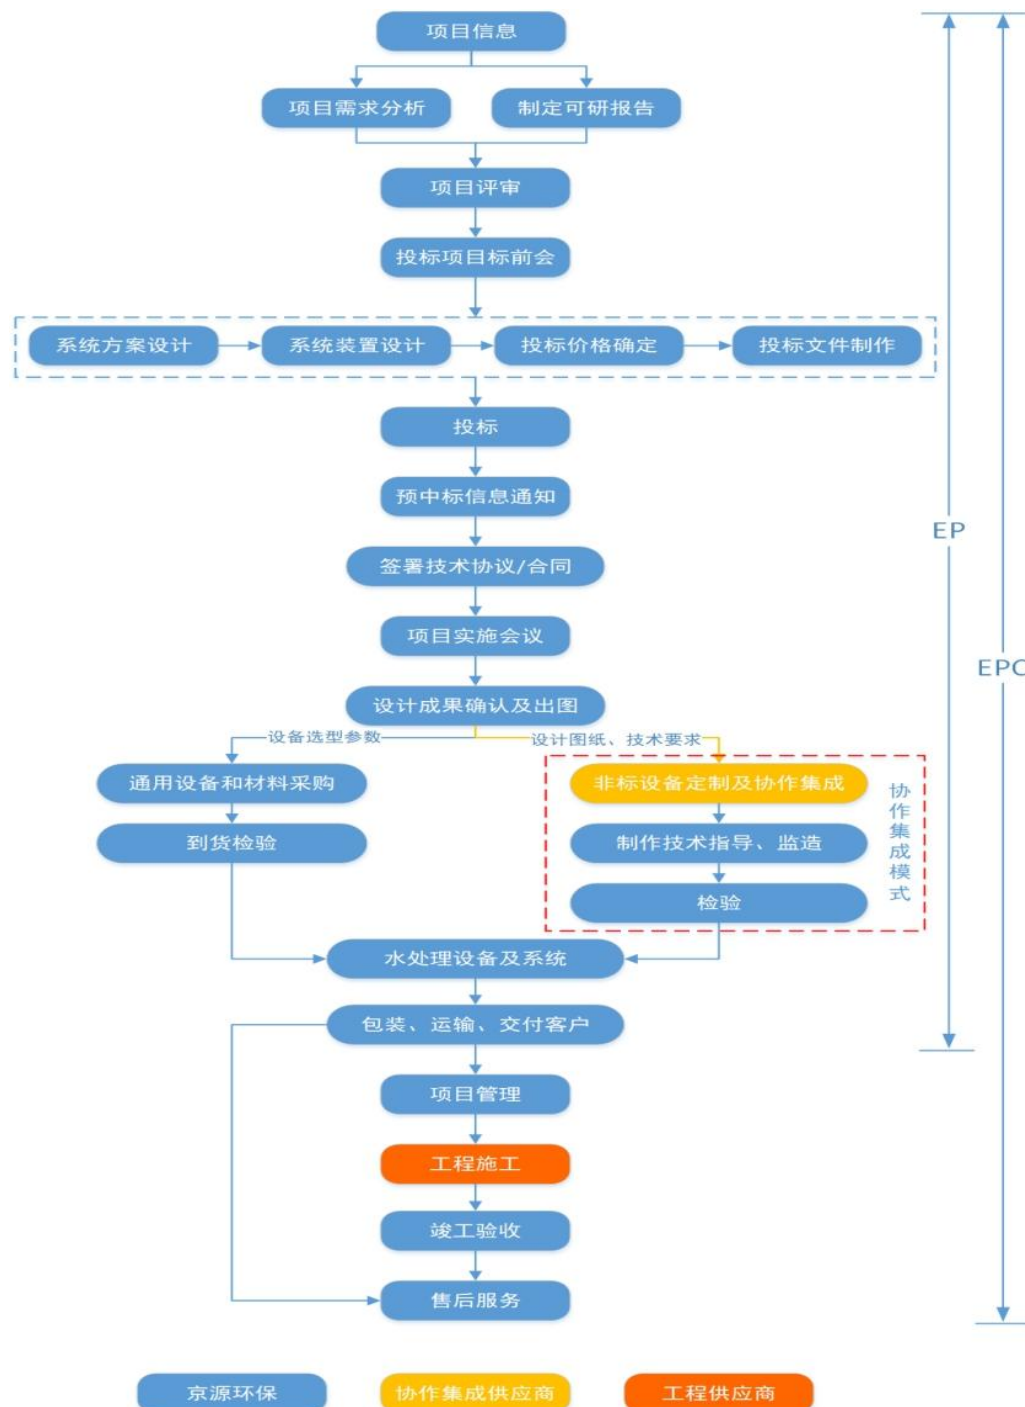 项目信息
项目需求分析
制定可研报告
项目评审
投标项目标前会
系统方案设计
系统装置设计
投标价格确定
投标文件制作
投标
预中标信息通知
EP
签署技术协议/合同
项目实施会议
EPC
设计成果确认及出图
设备选型参数
设计图纸、技术要求
通用设备和材料采购
非标设备定制及协作集成
协作集成模式
到货检验
制作技术指导、监造
检验
水处理设备及系统
包装、运输、交付客户
项目管理
工程施工
竣工验收
售后服务
京源环保
协作集成供应商
工程供应商